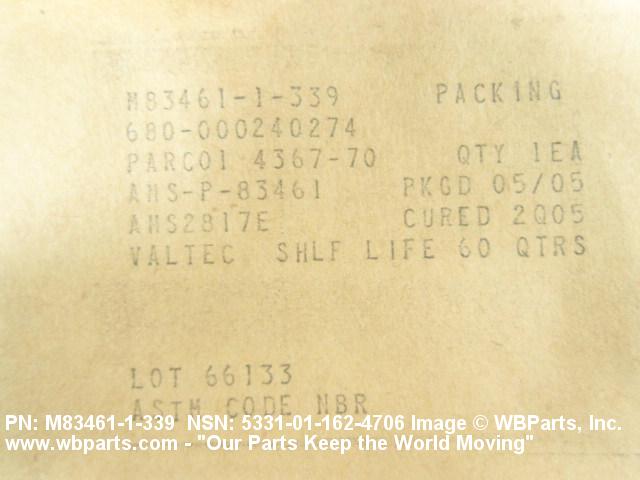 M83461-1-339 PACKING
680-000240274
PARCO1 4367-70 QTY 1EA
AMS-P-83461 PKGD 05/05
AMS2817E CURED 2Q05
VALTEC SHLF LIFE 60 QTRS
LOT 66133
ASTM CODE NBR
PN: M83461-1-339 NSN: 5331-01-162-4706 Image © WBParts, Inc.
www.wbparts.com - "Our Parts Keep the World Moving"